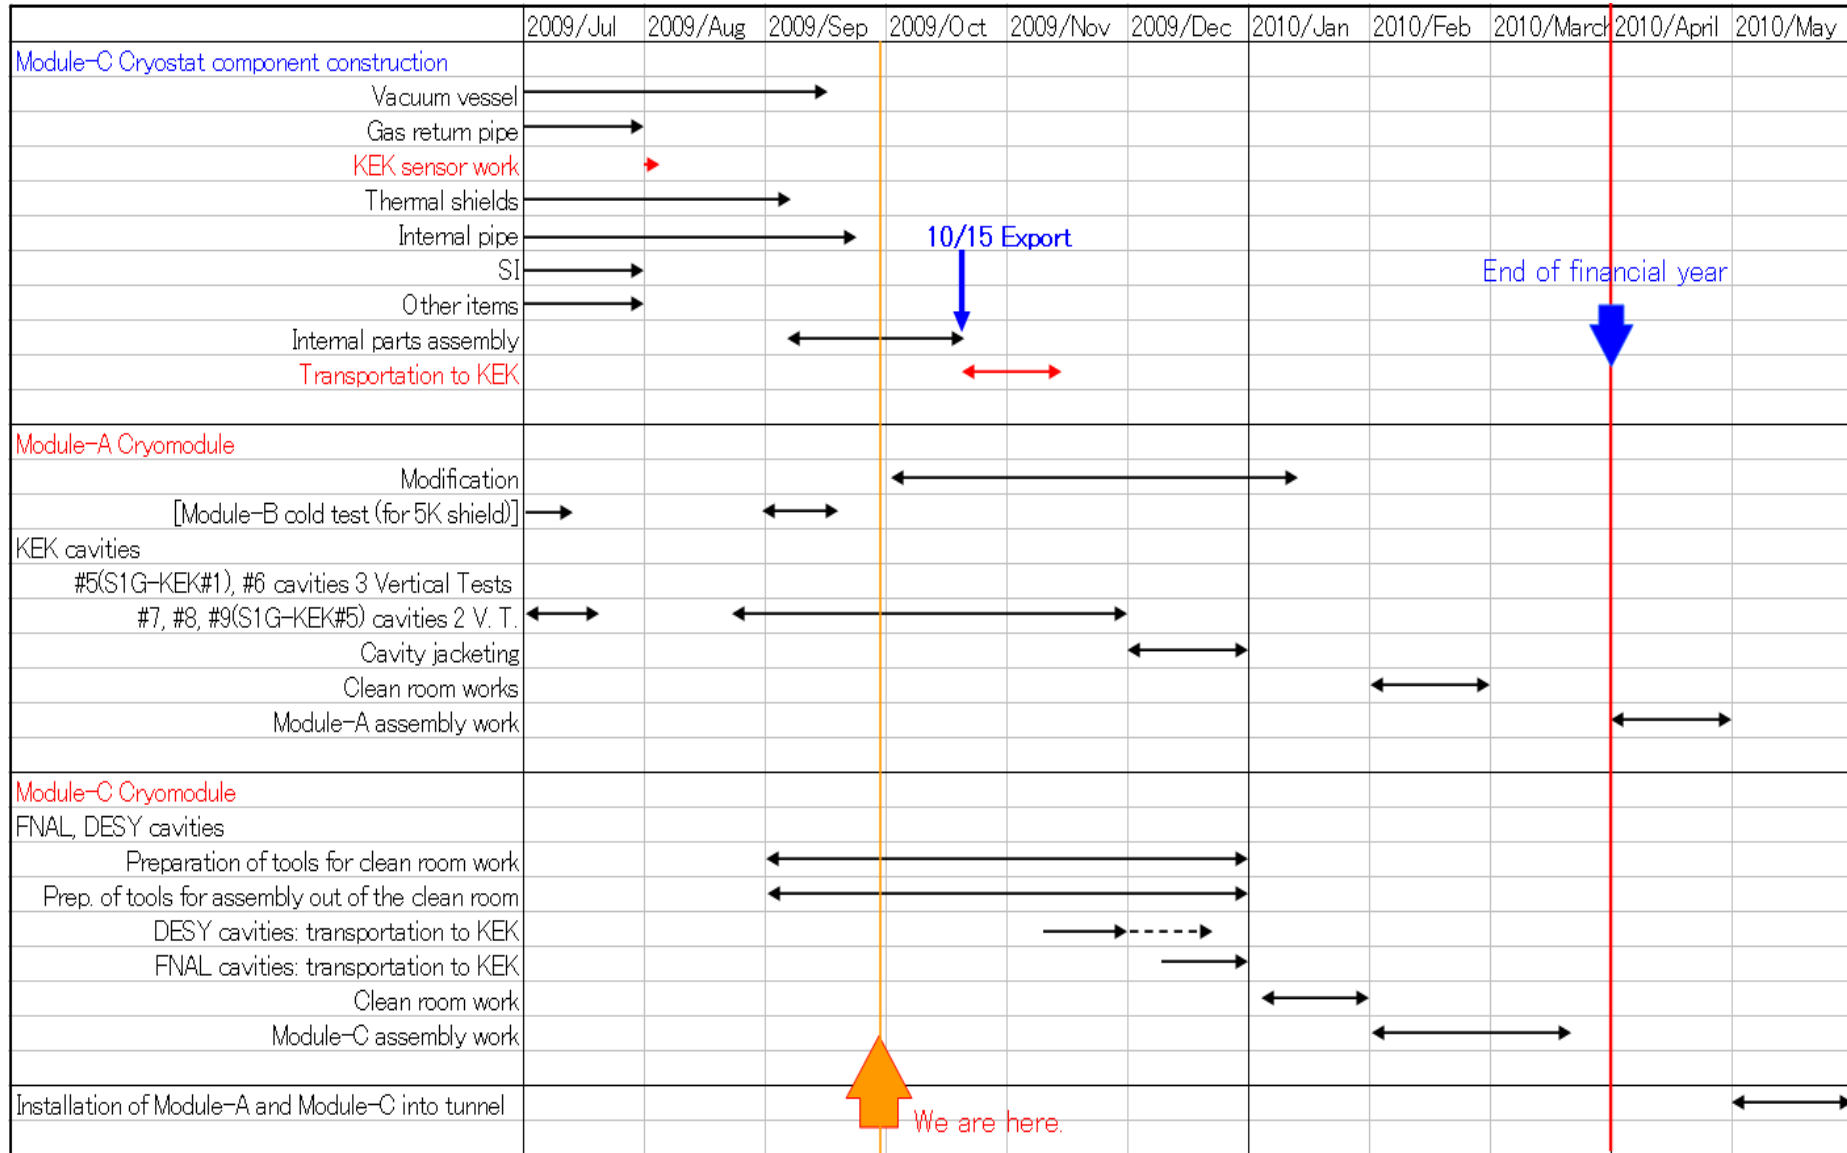 2009/Jul 2009/Aug 2009/Sep 2009/Oct 2009/Nov 2009/Dec 2010/Jan 2010/Feb 2010/March 2010/April 2010/May
Module-C Cryostat component construction
Vacuum vessel
Gas return pipe
KEK sensor work
Thermal shields
Internal pipe
10/15 Export
SI
End of financial year
Other items
Internal parts assembly
Transportation to KEK
Module-A Cryomodule
Modification
[Module-B cold test (for 5K shield)]
KEK cavities
#5(S1G-KEK#1), #6 cavities 3 Vertical Tests
#7, #8, #9(S1G-KEK#5) cavities 2 V. T.
Cavity jacketing
Clean room works
Module-A assembly work
Module-C Cryomodule
FNAL, DESY cavities
Preparation of tools for clean room work
Prep. of tools for assembly out of the clean room
DESY cavities: transportation to KEK
FNAL cavities: transportation to KEK
Clean room work
Module-C assembly work
Installation of Module-A and Module-C into tunnel
We are here.